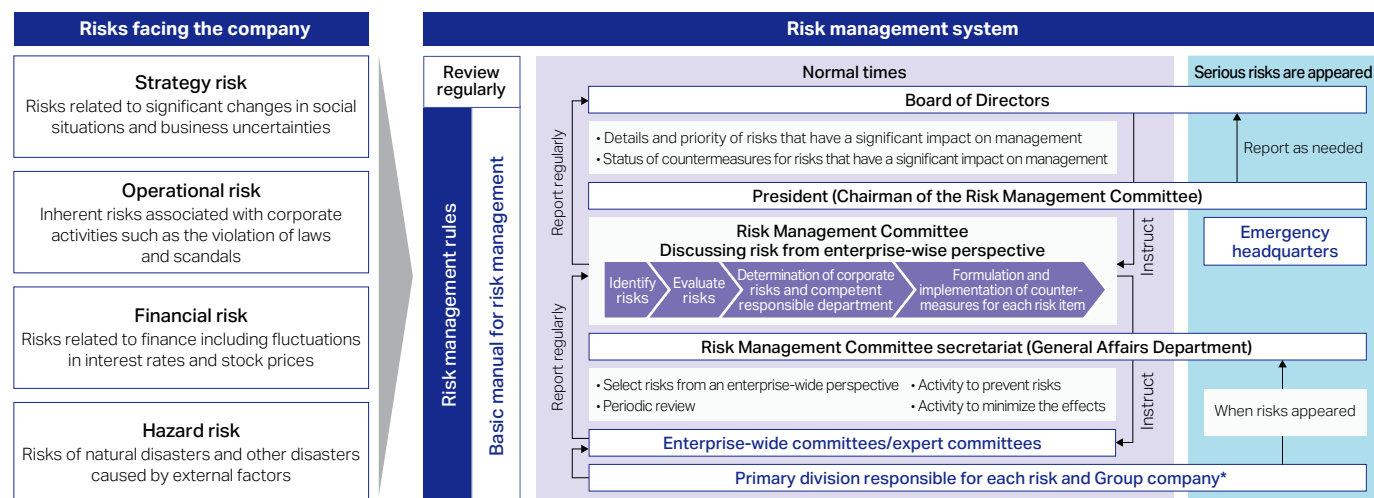 Risks facing the company
Strategy risk
Risks related to significant changes in social
situations and business uncertainties
Operational risk
Inherent risks associated with corporate
activities such as the violation of laws
and scandals
Financial risk
Risks related to finance including fluctuations
in interest rates and stock prices
Hazard risk
Risks of natural disasters and other disasters
caused by external factors
Risk management system
Review
regularly
Risk management rules
Basic manual for risk management
Normal times
Serious risks are appeared
Board of Directors
Report regularly
• Details and priority of risks that have a significant impact on management
• Status of countermeasures for risks that have a significant impact on management
Report as needed
President (Chairman of the Risk Management Committee)
Risk Management Committee
Discussing risk from enterprise-wise perspective
Instruct
Emergency
headquarters
Identify
risks
Evaluate
risks
Determination of corporate
risks and competent
responsible department
Formulation and
implementation of counter-
measures for each risk item
Report regularly
Risk Management Committee secretariat (General Affairs Department)
• Select risks from an enterprise-wide perspective
• Periodic review
• Activity to prevent risks
• Activity to minimize the effects
Instruct
When risks appeared
Enterprise-wide committees/expert committees
Primary division responsible for each risk and Group company*